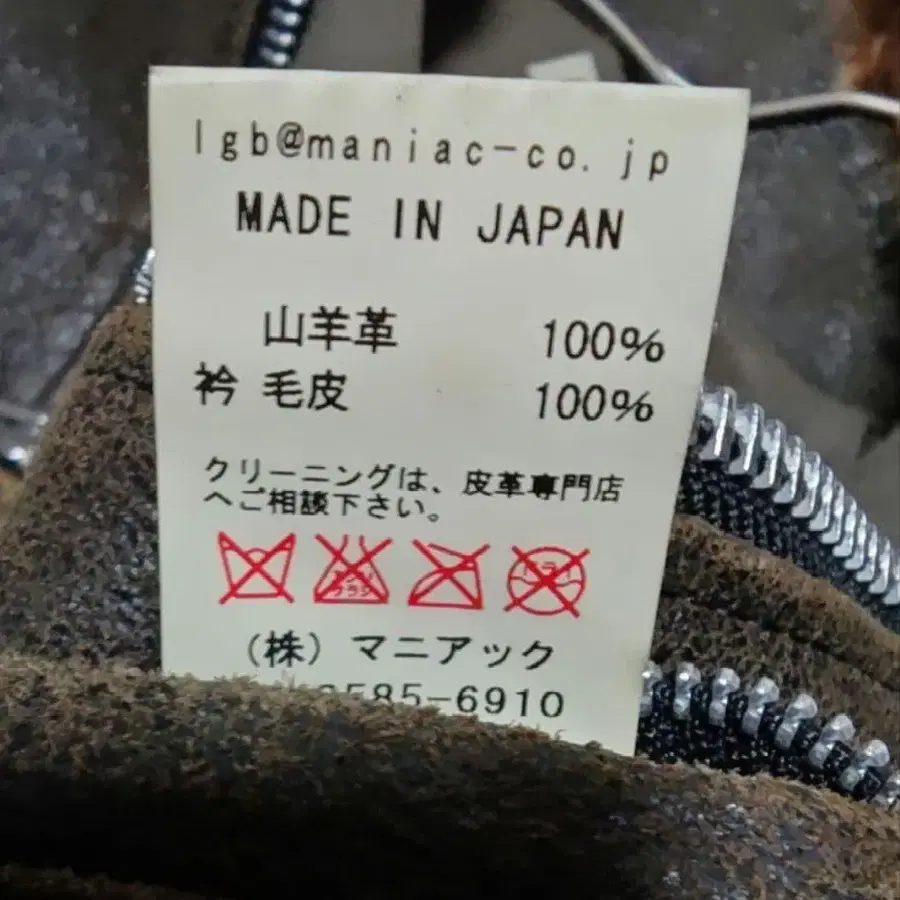 lgb@maniac-co.jp
MADE IN JAPAN
山羊革 100%
衿 毛皮 100%
クリーニングは、皮革専門店
へご相談下さい。
(株) マニアック
3585-6910